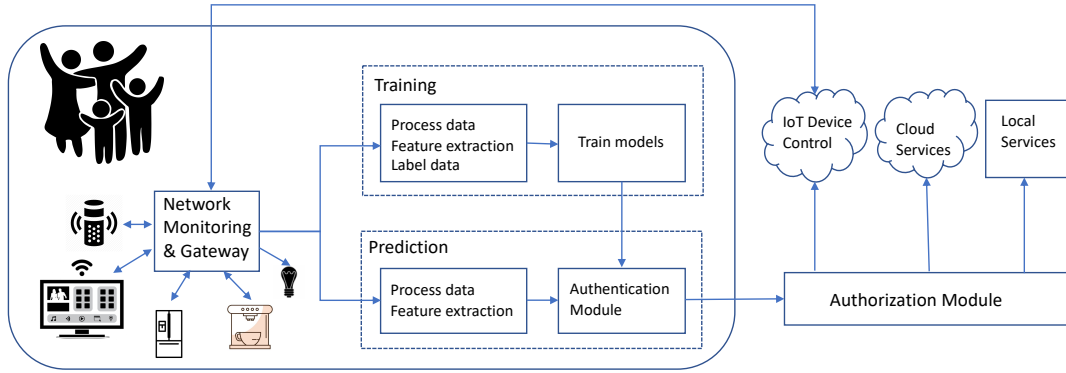 Training
Process data
Feature extraction
Label data
Train models
IoT Device
Control
Cloud
Services
Local
Services
Network
Monitoring
& Gateway
Prediction
Process data
Feature extraction
Authentication
Module
Authorization Module